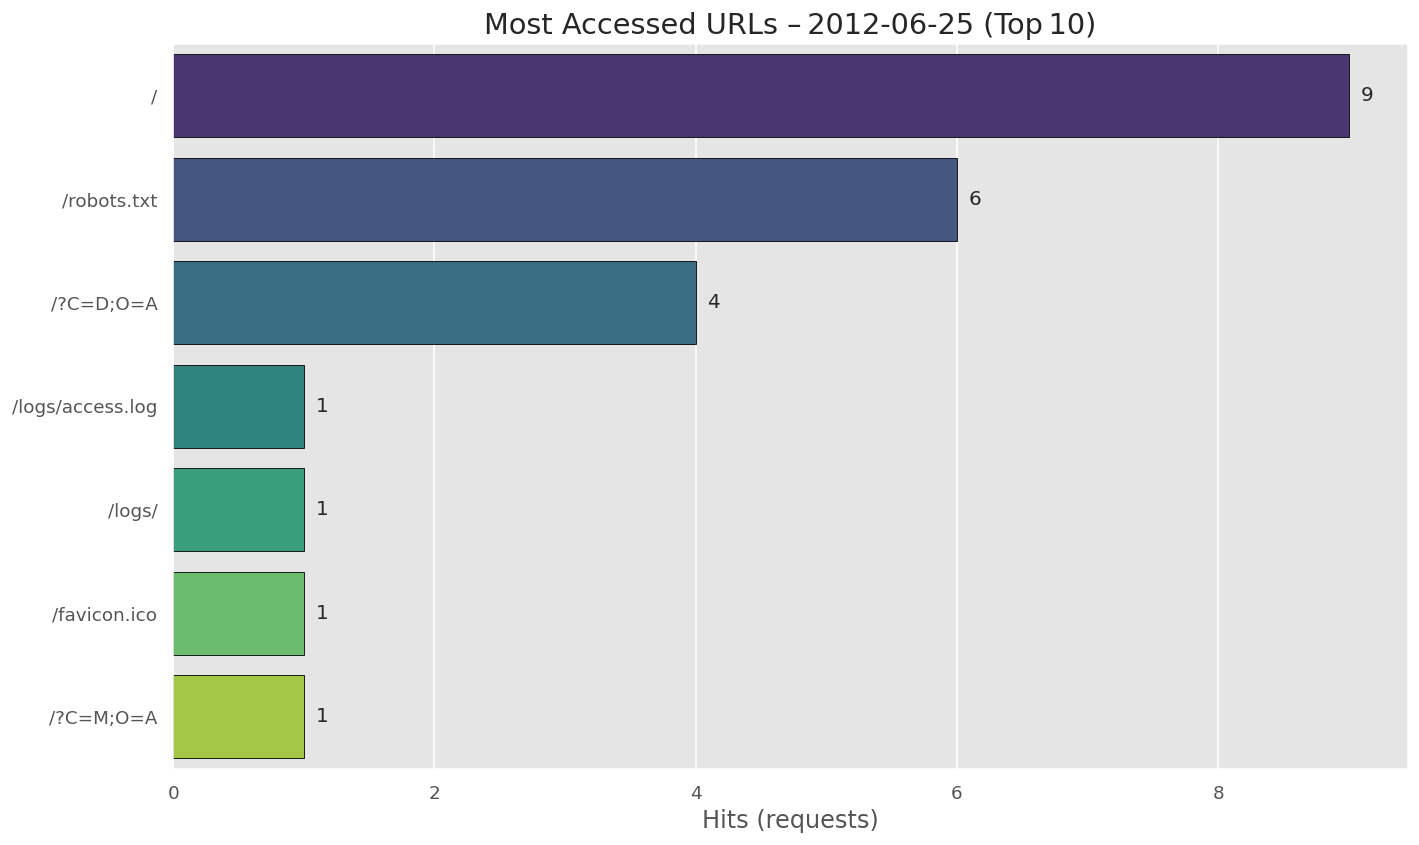 Most Accessed URLs – 2012-06-25 (Top 10)
/
9
/robots.txt
6
/?C=D;O=A
4
/logs/access.log
1
/logs/
1
/favicon.ico
1
/?C=M;O=A
1
0 2 4 6 8
Hits (requests)